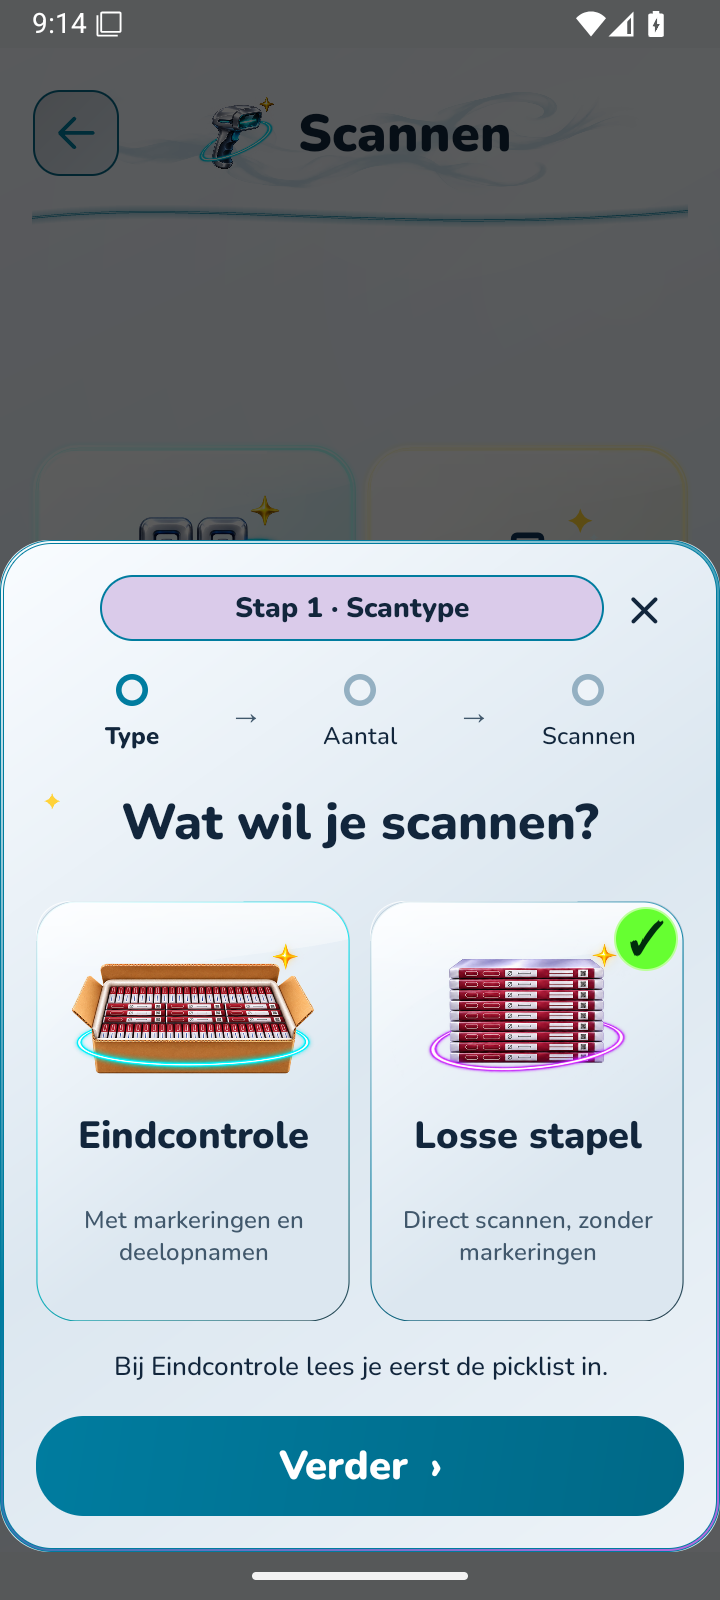 9:14
Scannen
Stap 1 · Scantype
Type → Aantal → Scannen
Wat wil je scannen?
Eindcontrole
Met markeringen en
deelopnamen
Losse stapel
Direct scannen, zonder
markeringen
Bij Eindcontrole lees je eerst de picklist in.
Verder ›